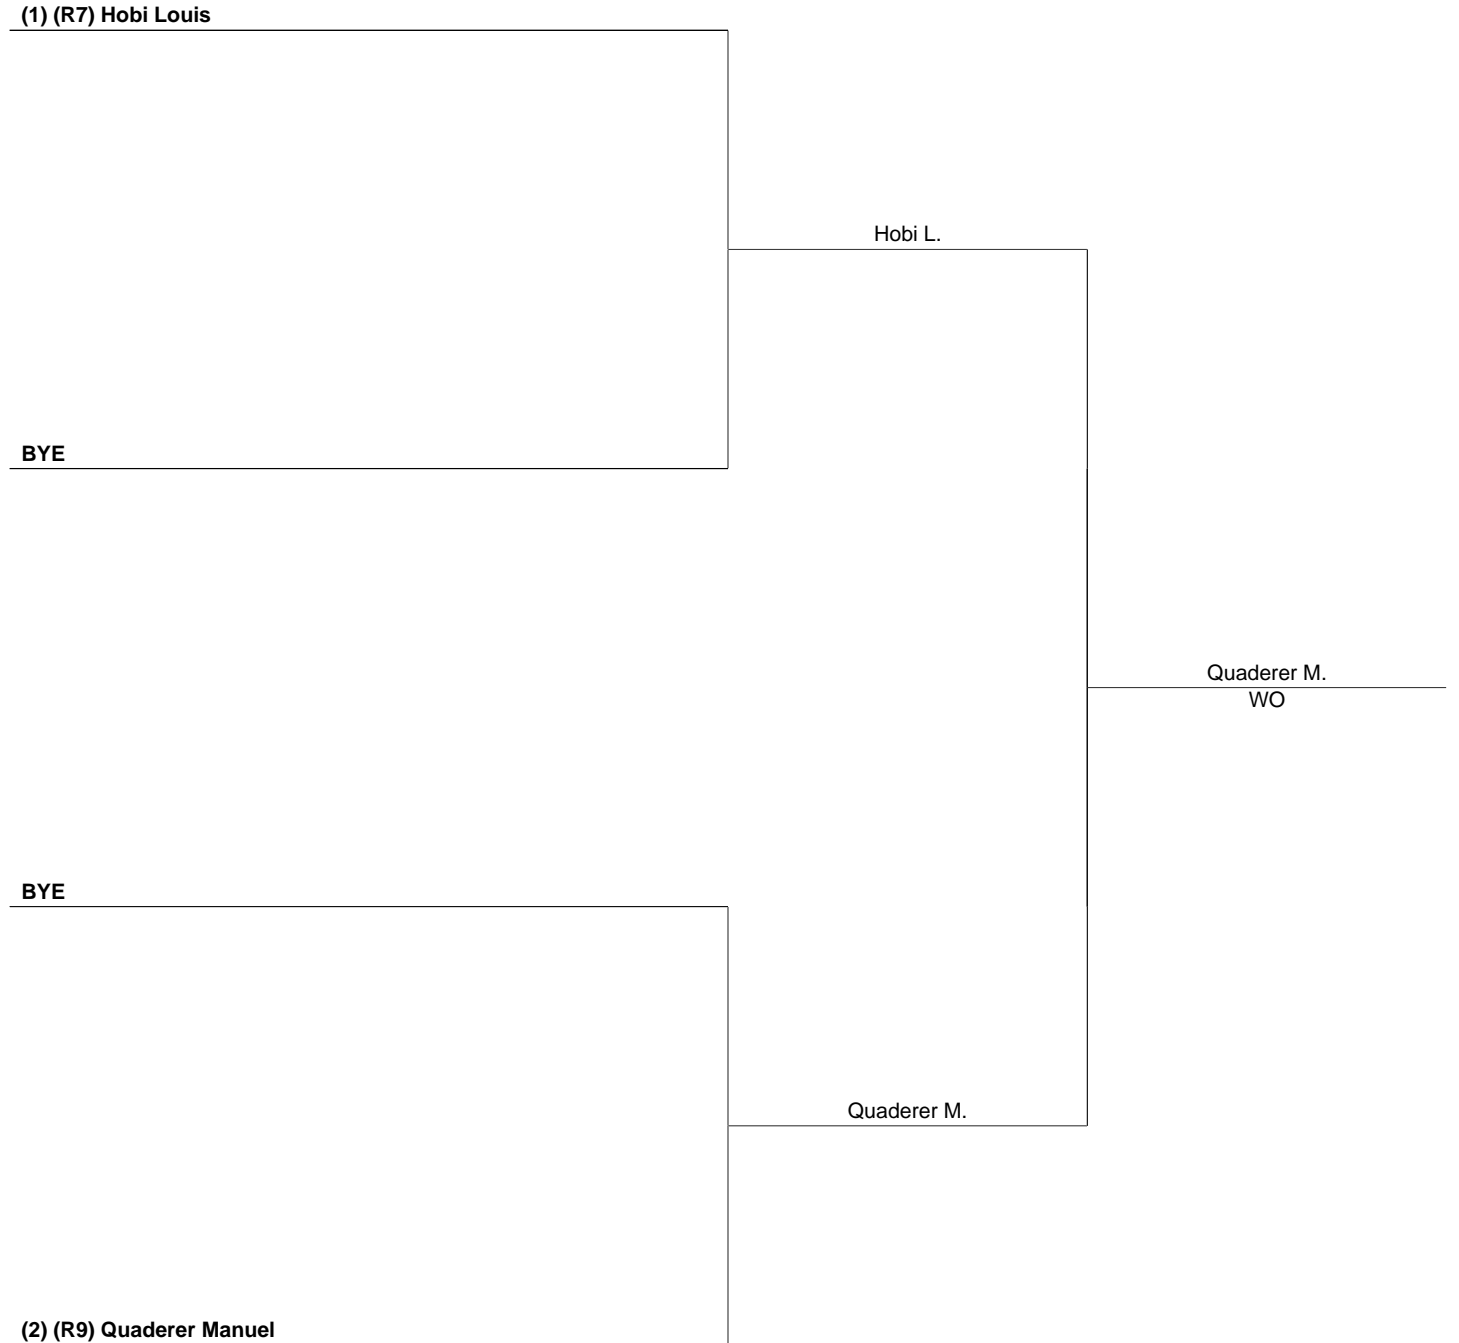 (1) (R7) Hobi Louis
Hobi L.
BYE
Quaderer M.
WO
BYE
Quaderer M.
(2) (R9) Quaderer Manuel